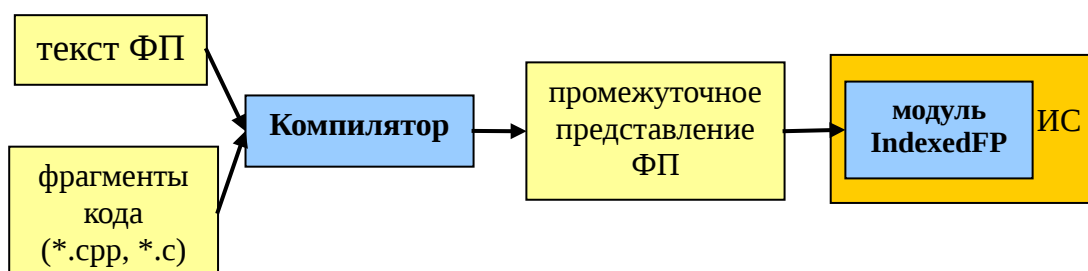 текст ФП
фрагменты
кода
(*.cpp, *.c)
Компилятор
промежуточное
представление
ФП
модуль
IndexedFP
ИС